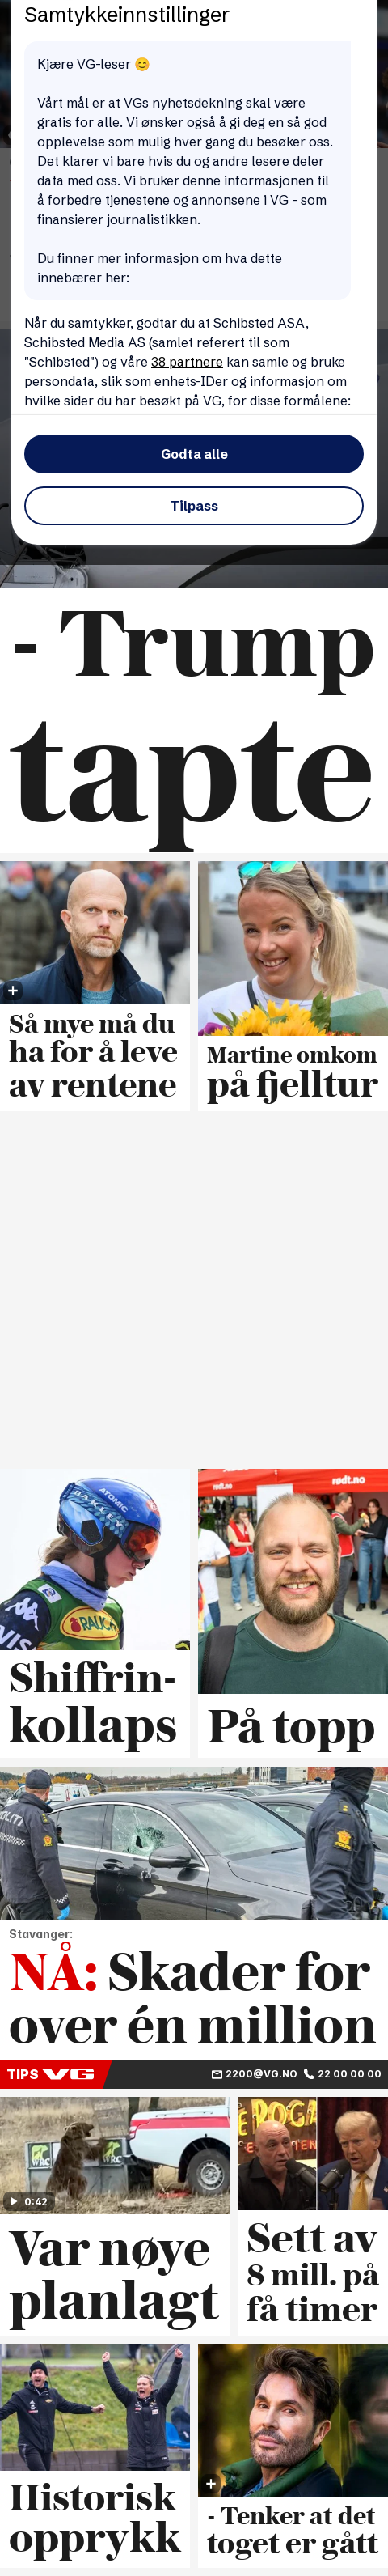 Samtykkeinnstillinger
Kjære VG-leser 😊
Vårt mål er at VGs nyhetsdekning skal være
gratis for alle. Vi ønsker også å gi deg en så god
opplevelse som mulig hver gang du besøker oss.
Det klarer vi bare hvis du og andre lesere deler
data med oss. Vi bruker denne informasjonen til
å forbedre tjenestene og annonsene i VG - som
finansierer journalistikken.
Du finner mer informasjon om hva dette
innebærer her:
Når du samtykker, godtar du at Schibsted ASA,
Schibsted Media AS (samlet referert til som
"Schibsted") og våre 38 partnere kan samle og bruke
persondata, slik som enhets-IDer og informasjon om
hvilke sider du har besøkt på VG, for disse formålene:
Godta alle
Tilpass
- Trump
tapte
Så mye må du
ha for å leve
av rentene
Martine omkom
på fjelltur
ATOMIC
OAKLEY
RAUCH
rødt.no
Shiffrin-
kollaps
På topp
POLITI
Stavanger:
NÅ: Skader for
over én million
TIPS VG
2200@VG.NO 22 00 00 00
WRC
WRC
0:42
Var nøye
planlagt
Sett av
8 mill. på
få timer
Historisk
opprykk
- Tenker at det
toget er gått